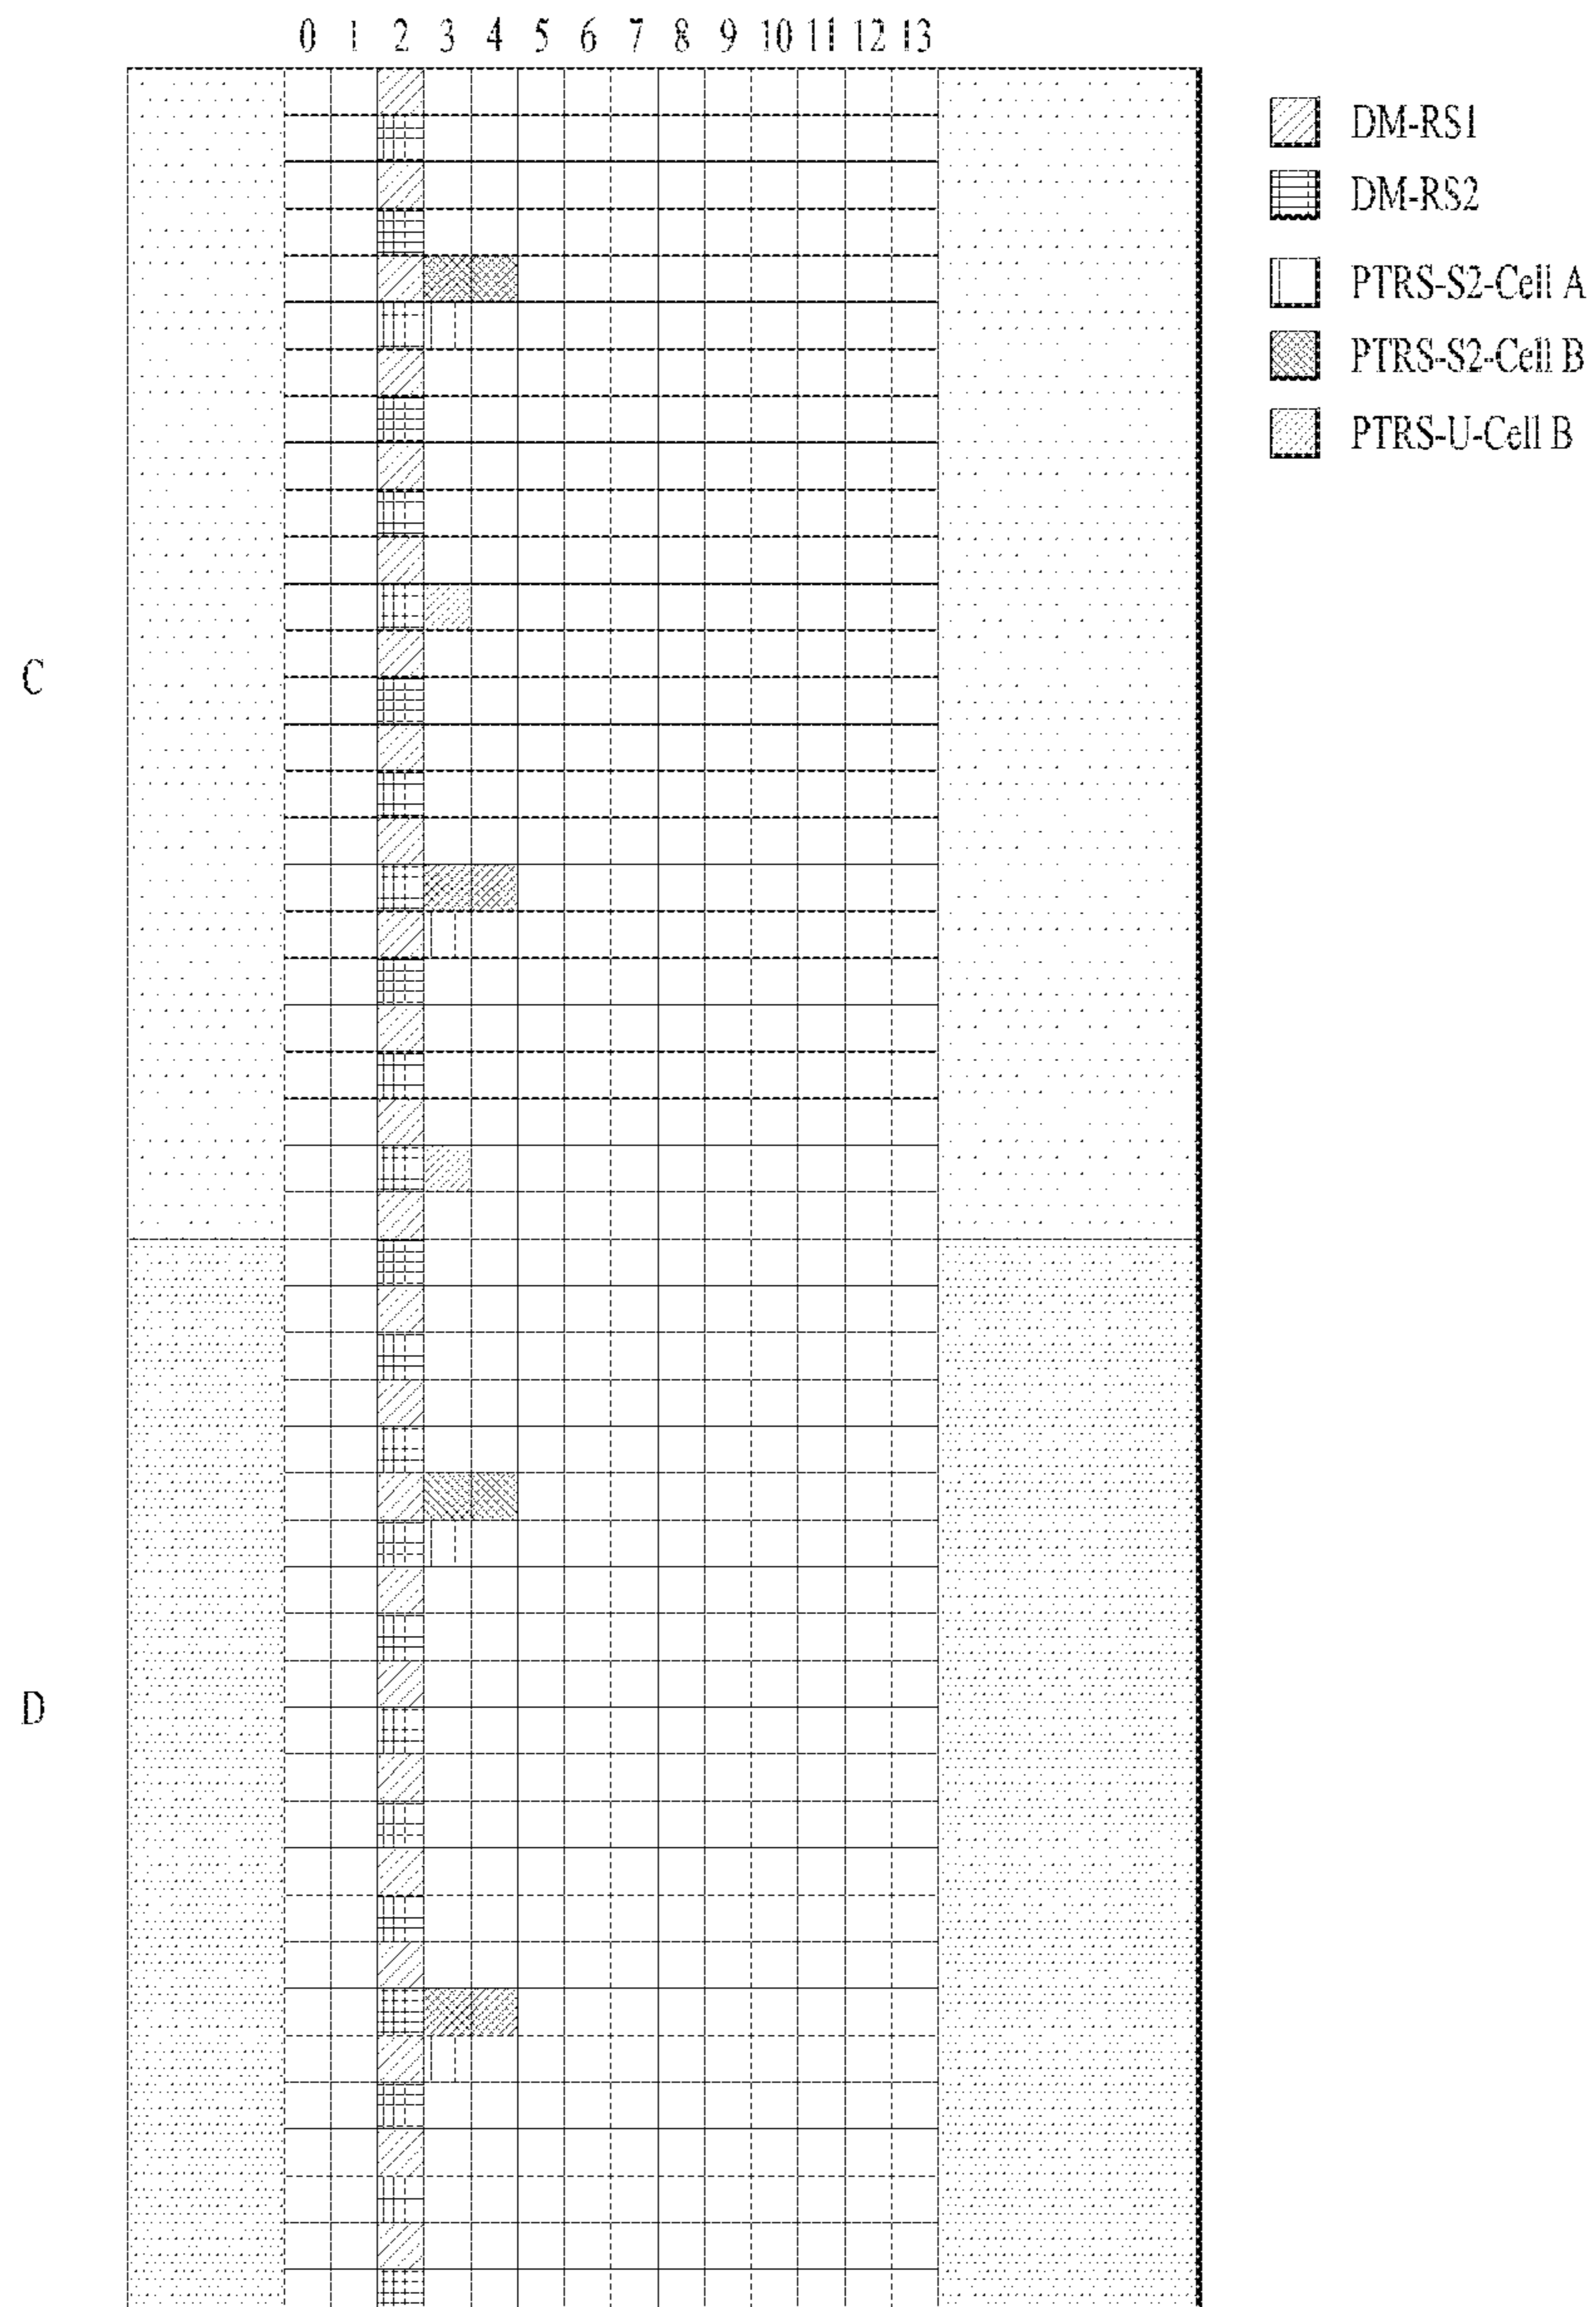 0 1 2 3 4 5 6 7 8 9 10 11 12 13
DM-RS1
DM-RS2
PTRS-S2-Cell A
PTRS-S2-Cell B
PTRS-U-Cell B
C
D